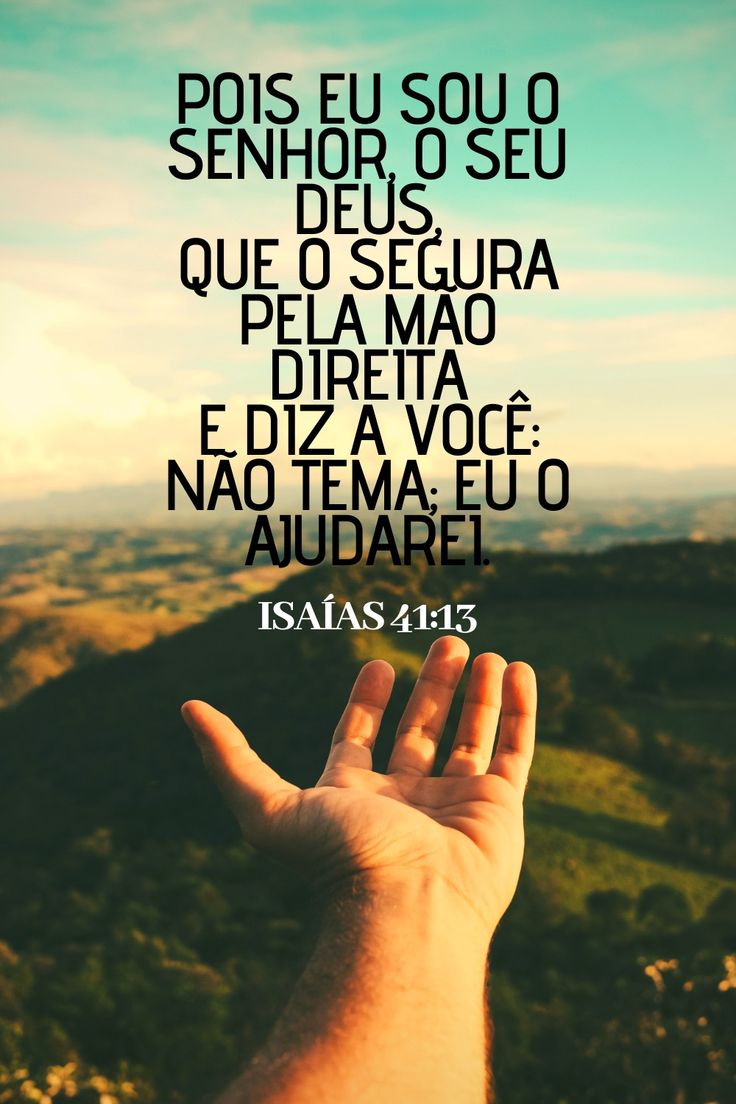 POIS EU SOU O
SENHOR, O SEU
DEUS,
QUE O SEGURA
PELA MÃO
DIREITA
E DIZ A VOCÊ:
NÃO TEMA; EU O
AJUDAREI.
ISAÍAS 41:13